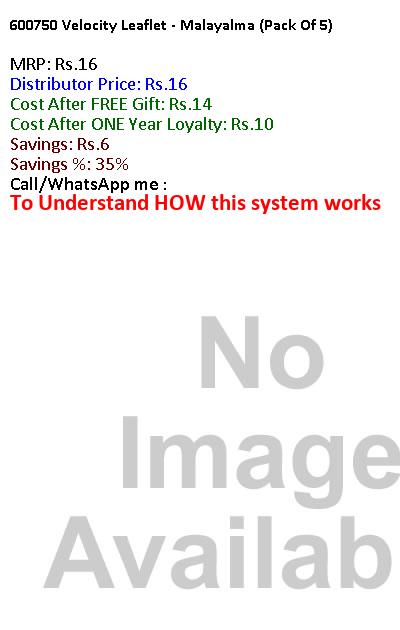 600750 Velocity Leaflet - Malayalma (Pack Of 5)
MRP: Rs.16
Distributor Price: Rs.16
Cost After FREE Gift: Rs.14
Cost After ONE Year Loyalty: Rs.10
Savings: Rs.6
Savings %: 35%
Call/WhatsApp me :
To Understand HOW this system works
No
Image
Availab